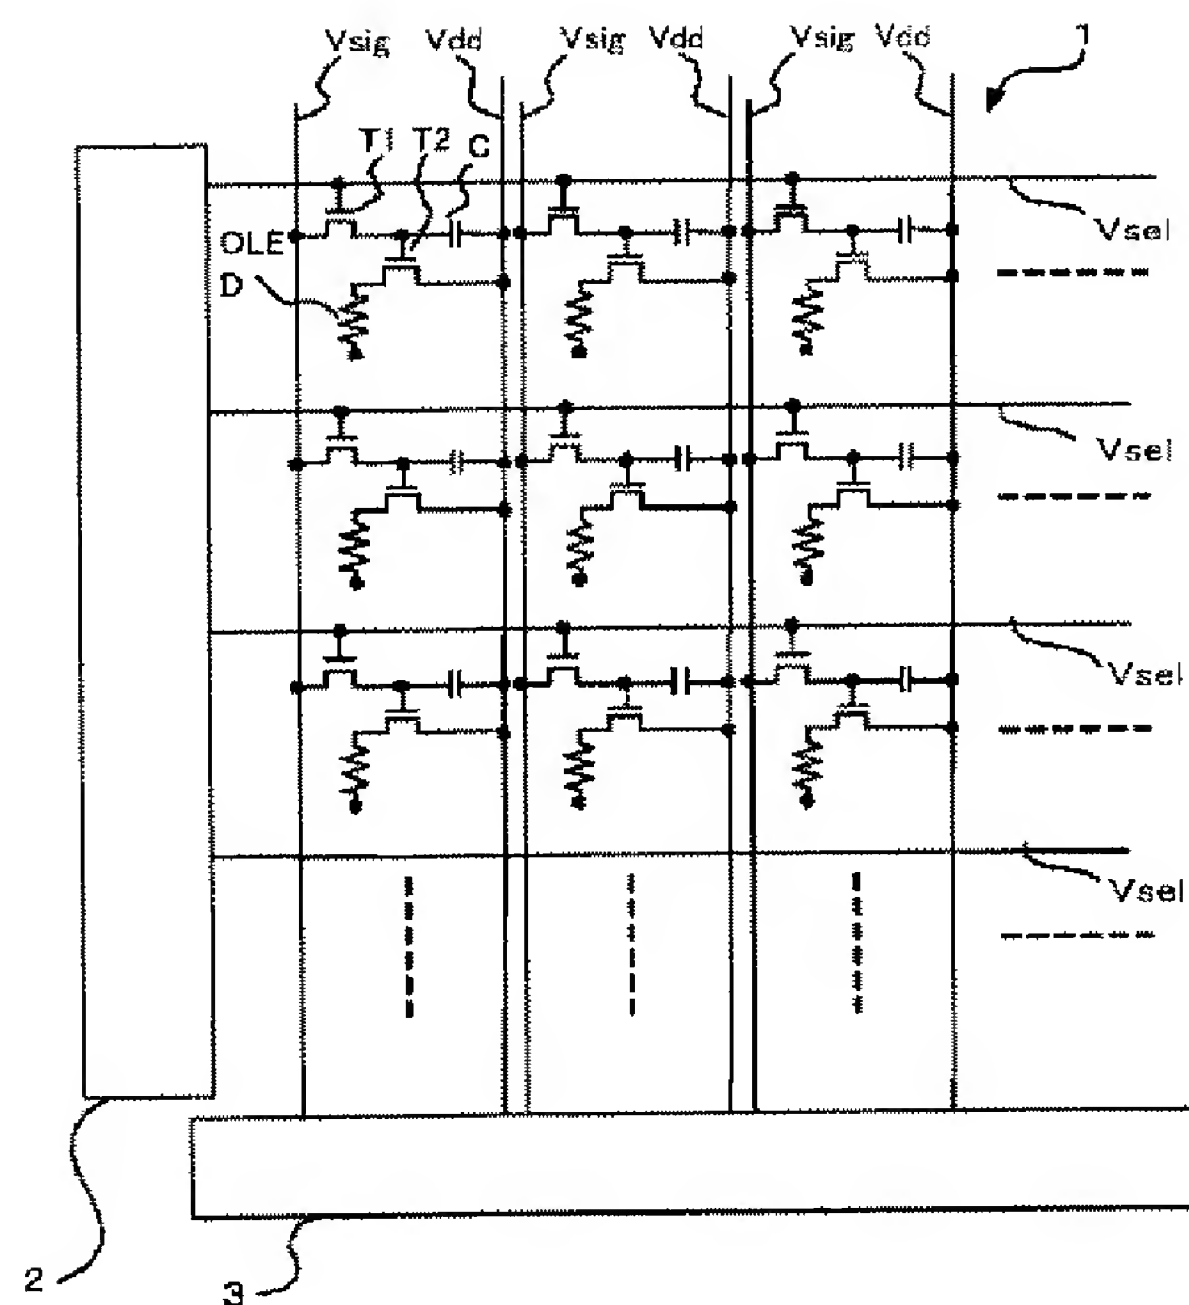 Vsig Vdd Vsig Vdd Vsig Vdd 1
T1 T2 C
Vsel
OLE
D
Vsel
Vsel
Vsel
2
3